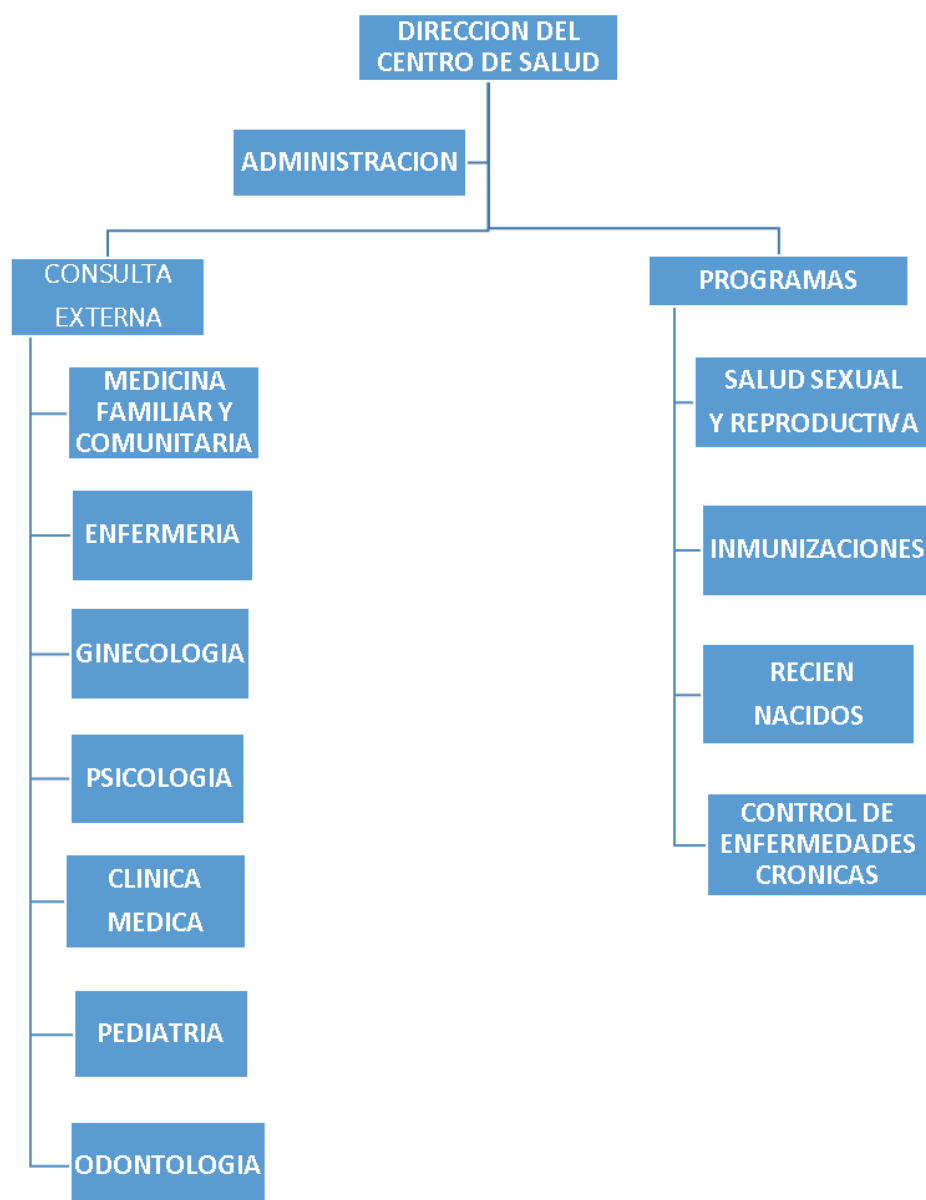 DIRECCION DEL
CENTRO DE SALUD
ADMINISTRACION
CONSULTA
EXTERNA
MEDICINA
FAMILIAR Y
COMUNITARIA
ENFERMERIA
GINECOLOGIA
PSICOLOGIA
CLINICA
MEDICA
PEDIATRIA
ODONTOLOGIA
PROGRAMAS
SALUD SEXUAL
Y REPRODUCTIVA
INMUNIZACIONES
RECIEN
NACIDOS
CONTROL DE
ENFERMEDADES
CRONICAS